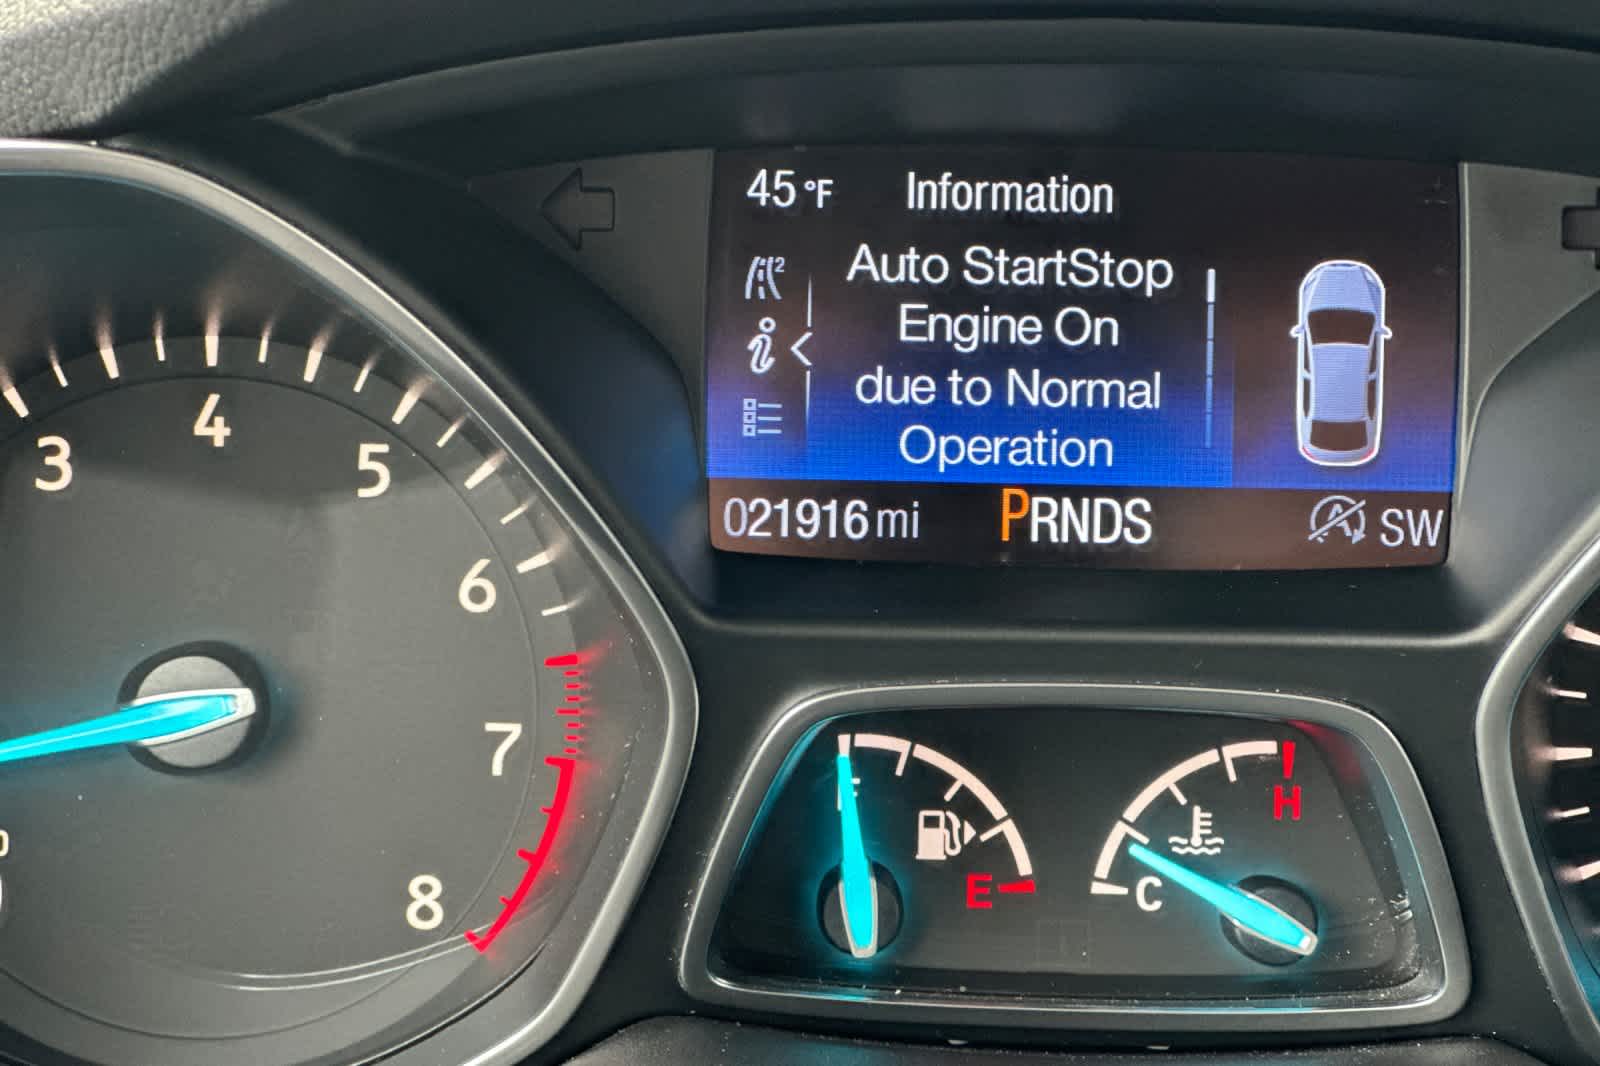 45°F Information
2
Auto StartStop
Engine On
due to Normal
Operation
021916 mi PRNDS A SW
3
4
5
6
7
8
F
E
C
H